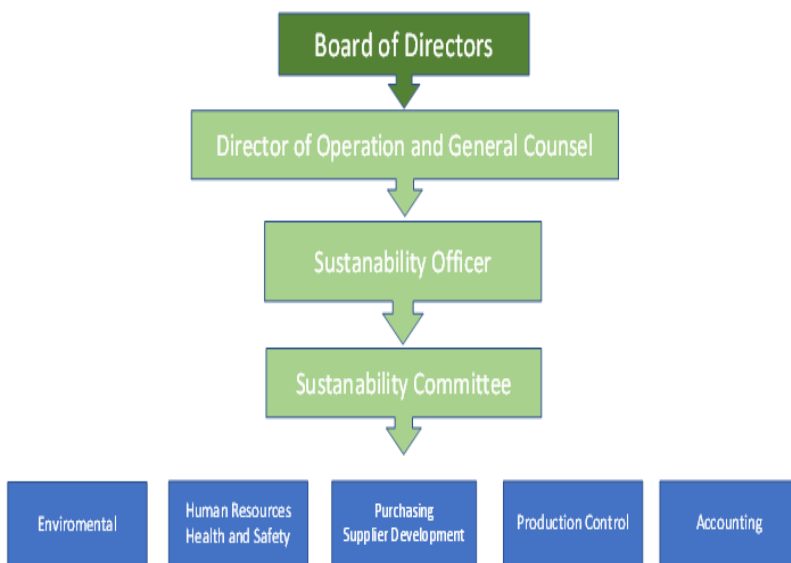 Board of Directors
Director of Operation and General Counsel
Sustanability Officer
Sustanability Committee
Enviromental
Human Resources
Health and Safety
Purchasing
Supplier Development
Production Control
Accounting